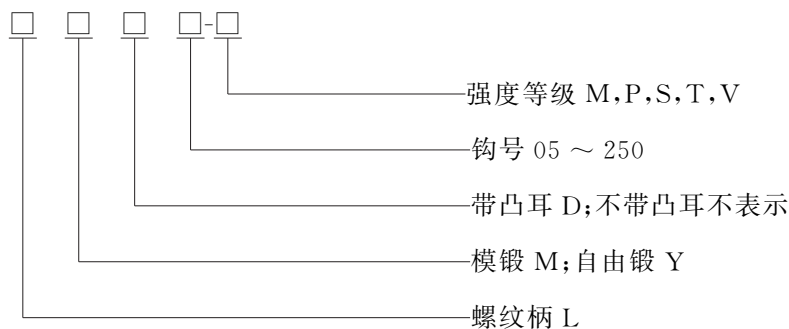 □ □ □ □-□
强度等级 M,P,S,T,V
钩号 05 ~ 250
带凸耳 D;不带凸耳不表示
模锻 M;自由锻 Y
螺纹柄 L